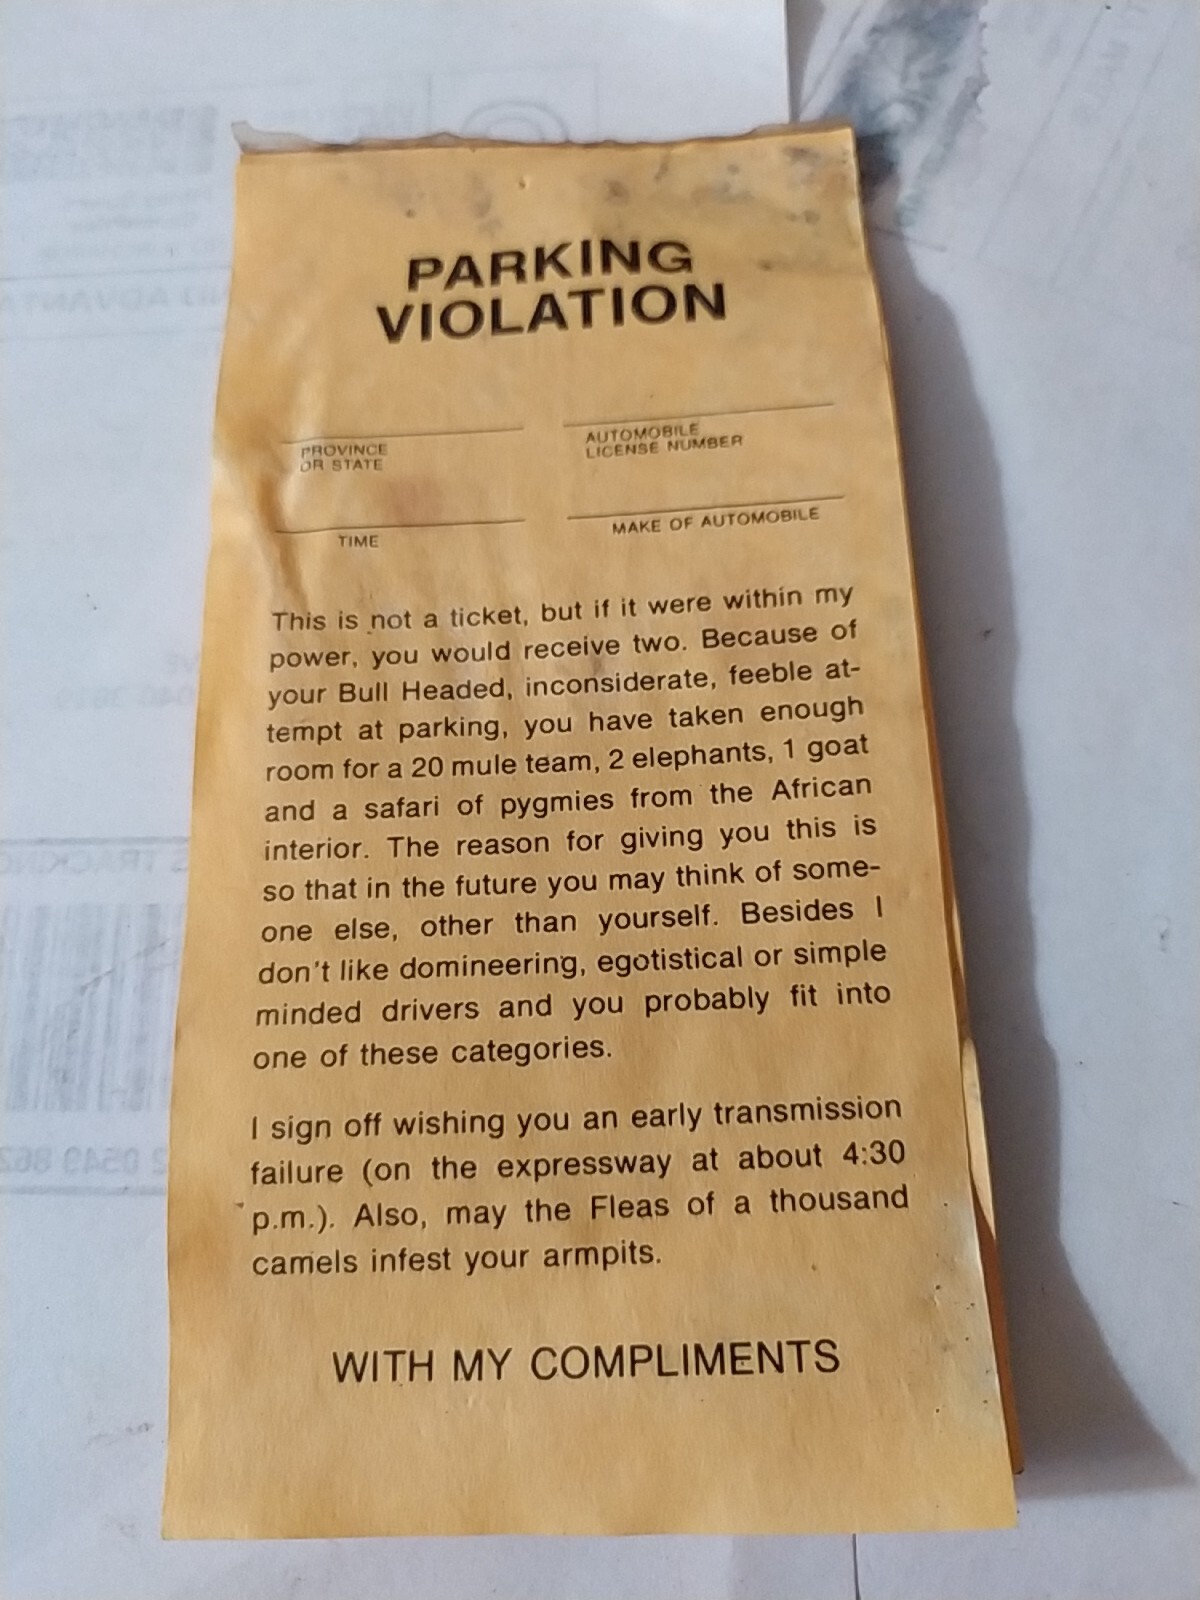 PARKING
VIOLATION
PROVINCE
OR STATE
AUTOMOBILE
LICENSE NUMBER
TIME
MAKE OF AUTOMOBILE
This is not a ticket, but if it were within my
power, you would receive two. Because of
your Bull Headed, inconsiderate, feeble at-
tempt at parking, you have taken enough
room for a 20 mule team, 2 elephants, 1 goat
and a safari of pygmies from the African
interior. The reason for giving you this is
so that in the future you may think of some-
one else, other than yourself. Besides I
don't like domineering, egotistical or simple
minded drivers and you probably fit into
one of these categories.
I sign off wishing you an early transmission
failure (on the expressway at about 4:30
p.m.). Also, may the Fleas of a thousand
camels infest your armpits.
WITH MY COMPLIMENTS